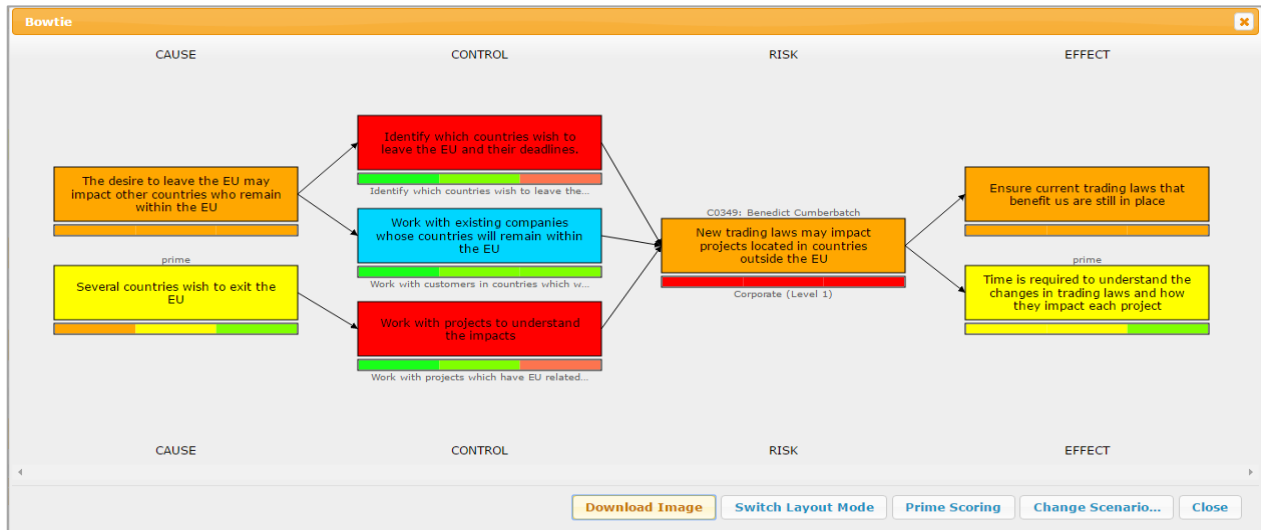 Bowtie
CAUSE
CONTROL
RISK
EFFECT
The desire to leave the EU may
impact other countries who remain
within the EU
prime
Several countries wish to exit the
EU
Identify which countries wish to
leave the EU and their deadlines.
Identify which countries wish to leave the...
Work with existing companies
whose countries will remain within
the EU
Work with customers in countries which w...
Work with projects to understand
the impacts
Work with projects which have EU related...
C0349: Benedict Cumberbatch
New trading laws may impact
projects located in countries
outside the EU
Corporate (Level 1)
Ensure current trading laws that
benefit us are still in place
prime
Time is required to understand the
changes in trading laws and how
they impact each project
CAUSE
CONTROL
RISK
EFFECT
Download Image
Switch Layout Mode
Prime Scoring
Change Scenario...
Close